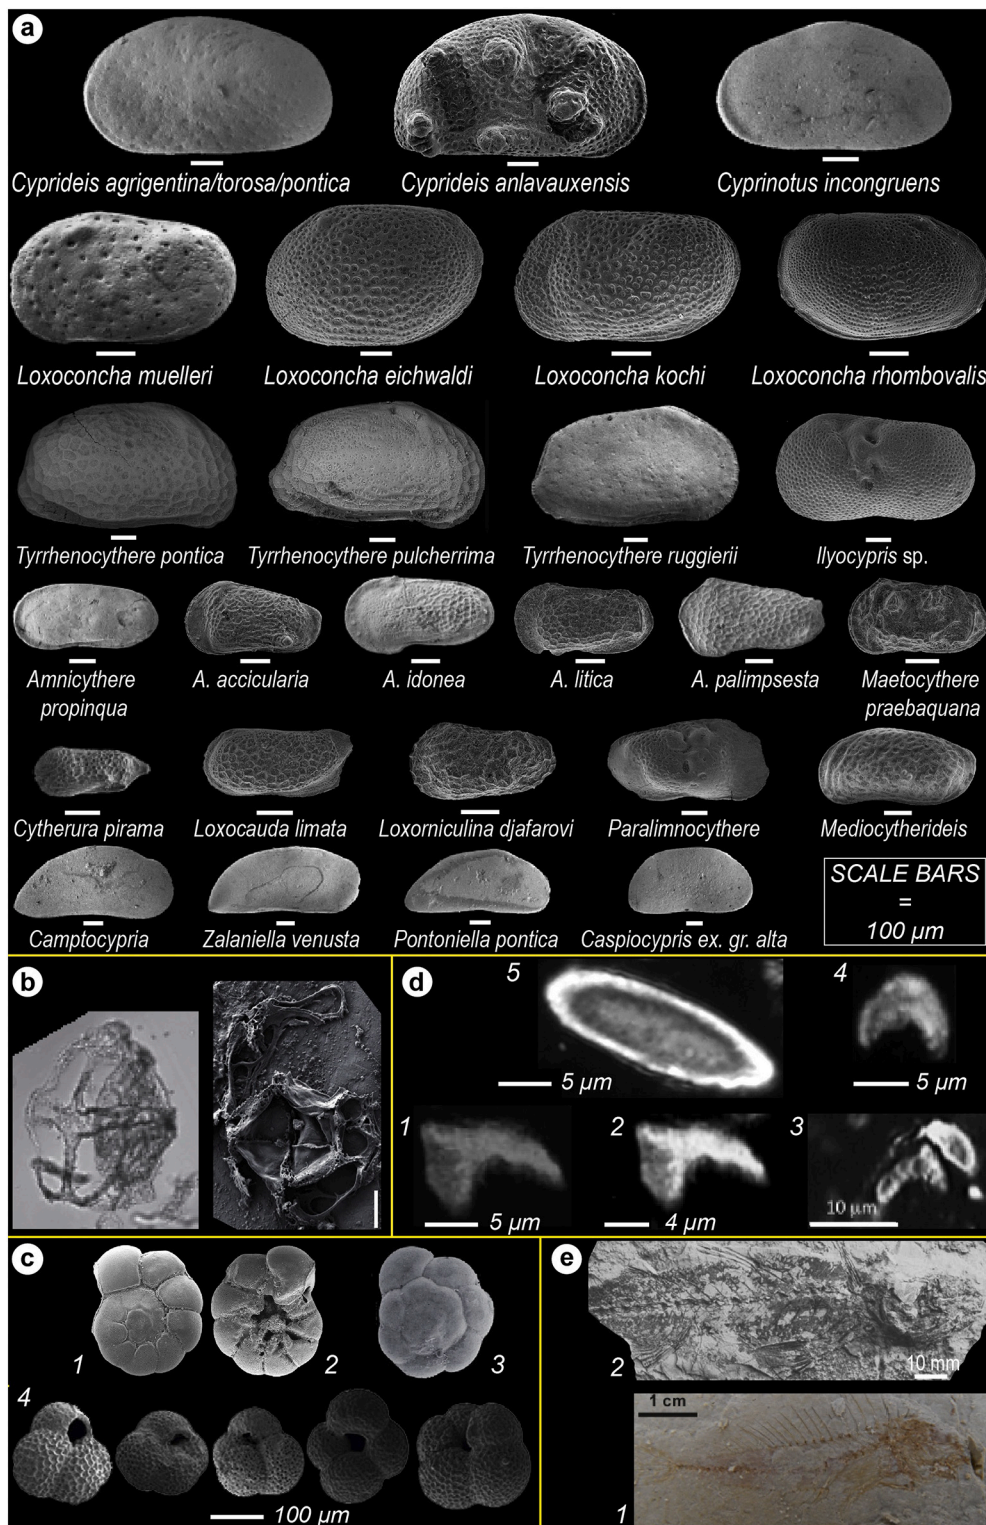 a
Cyprideis agrigentina/torosa/pontica
Cyprideis anlavauxensis
Cyprinotus incongruens
Loxoconcha muelleri
Loxoconcha eichwaldi
Loxoconcha kochi
Loxoconcha rhombovalis
Tyrrhenocythere pontica
Tyrrhenocythere pulcherrima
Tyrrhenocythere ruggierii
Ilyocypris sp.
Amnicythere
propinqua
A. accicularia
A. idonea
A. litica
A. palimpsesta
Maetocythere
praebaquana
Cytherura pirama
Loxocauda limata
Loxorniculina djafarovi
Paralimnocythere
Mediocytherideis
Camptocypria
Zalaniella venusta
Pontoniella pontica
Caspiocypris ex. gr. alta
SCALE BARS
=
100 µm
b
d
5
5 µm
4
5 µm
1
5 µm
2
4 µm
3
10 µm
c
1
2
3
4
100 µm
e
2
10 mm
1 cm
1